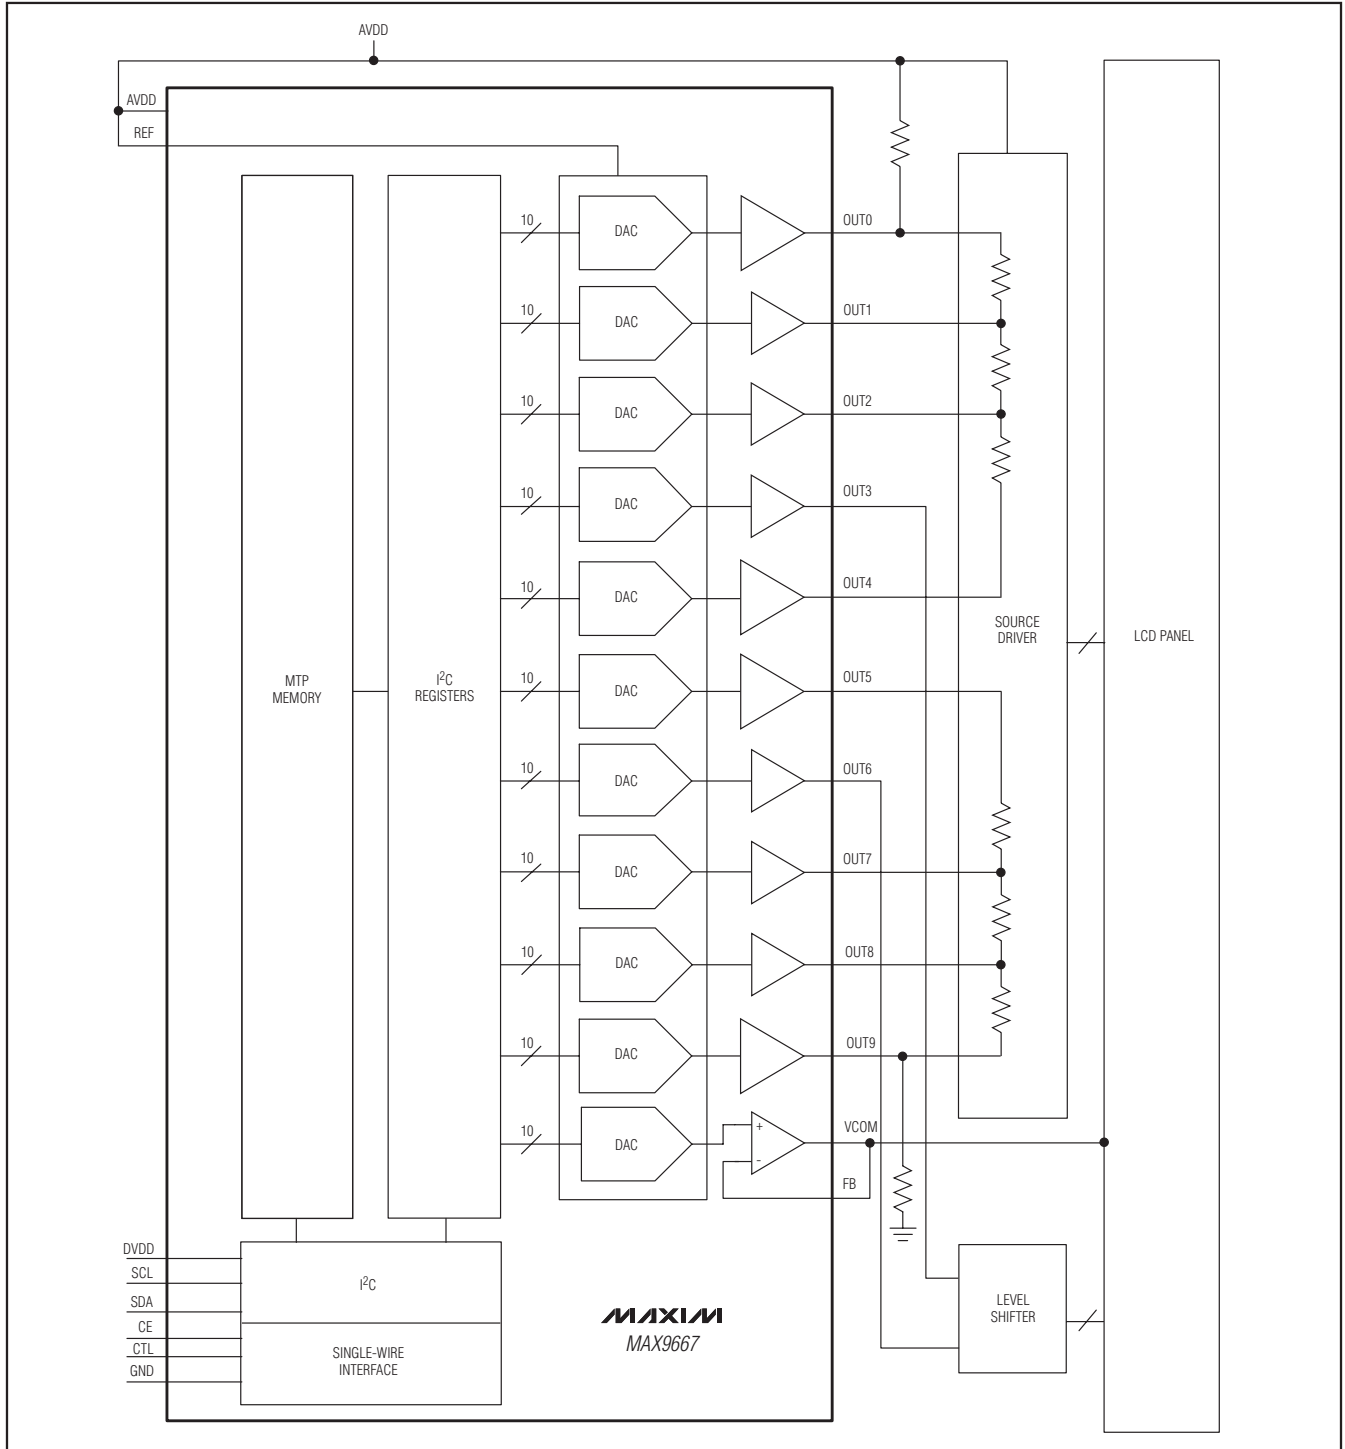 AVDD
AVDD
REF
10
DAC
OUT0
10
DAC
OUT1
10
DAC
OUT2
10
DAC
OUT3
10
DAC
OUT4
SOURCE
DRIVER
LCD PANEL
MTP
MEMORY
I²C
REGISTERS
10
DAC
OUT5
10
DAC
OUT6
10
DAC
OUT7
10
DAC
OUT8
10
DAC
OUT9
10
DAC
+
-
VCOM
FB
DVDD
SCL
SDA
CE
CTL
GND
I²C
SINGLE-WIRE
INTERFACE
MAXIM
MAX9667
LEVEL
SHIFTER